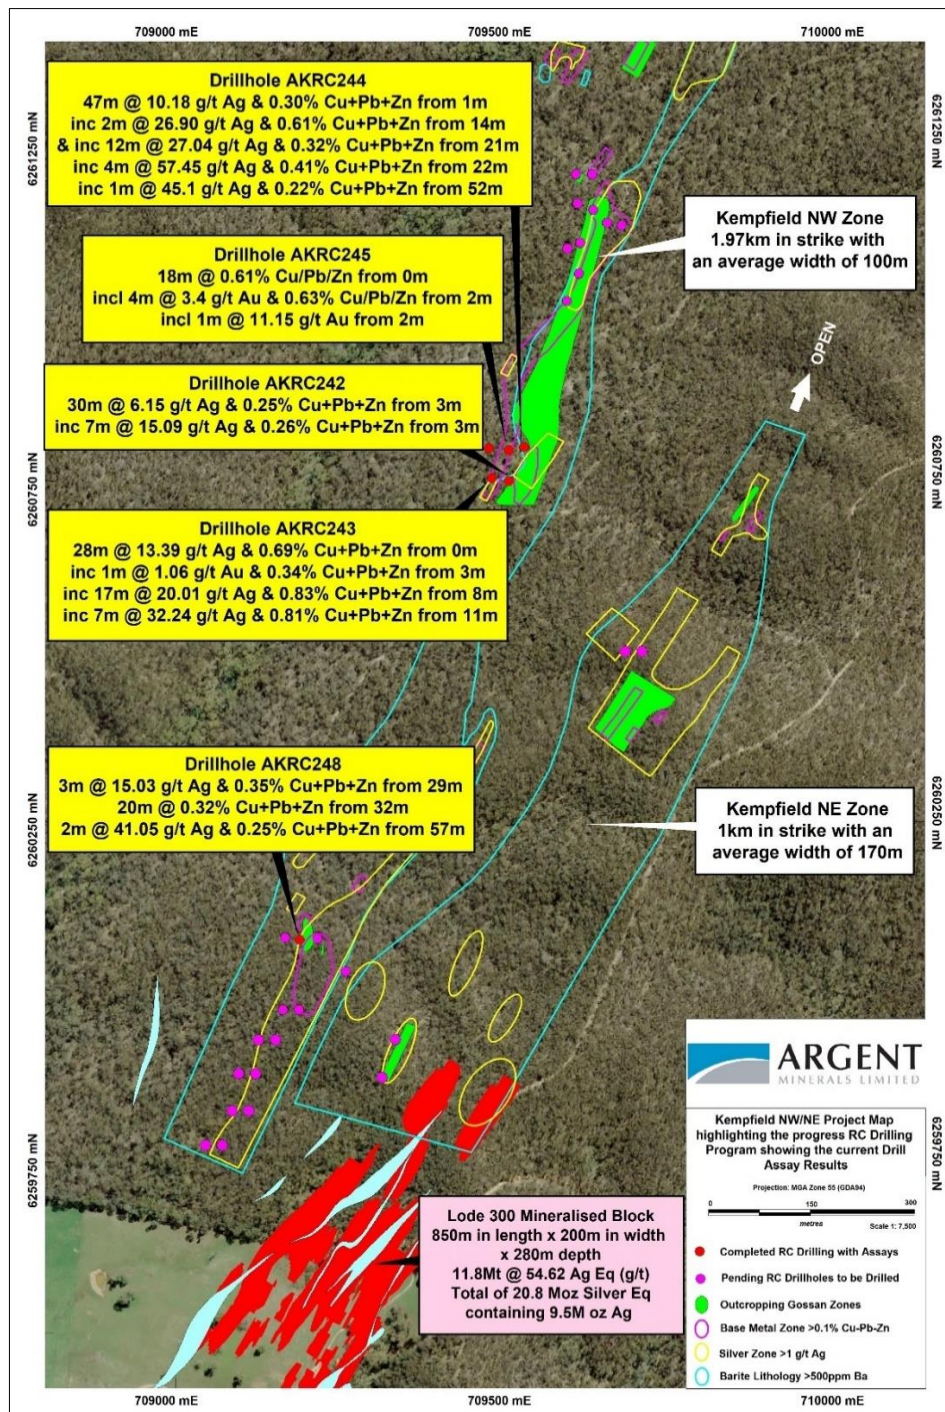 709000 mE
709500 mE
710000 mE
Drillhole AKRC244
47m @ 10.18 g/t Ag & 0.30% Cu+Pb+Zn from 1m
inc 2m @ 26.90 g/t Ag & 0.61% Cu+Pb+Zn from 14m
& inc 12m @ 27.04 g/t Ag & 0.32% Cu+Pb+Zn from 21m
inc 4m @ 57.45 g/t Ag & 0.41% Cu+Pb+Zn from 22m
inc 1m @ 45.1 g/t Ag & 0.22% Cu+Pb+Zn from 52m
6261250 mN
6261250 mN
Kempfield NW Zone
1.97km in strike with
an average width of 100m
Drillhole AKRC245
18m @ 0.61% Cu/Pb/Zn from 0m
incl 4m @ 3.4 g/t Au & 0.63% Cu/Pb/Zn from 2m
incl 1m @ 11.15 g/t Au from 2m
OPEN
Drillhole AKRC242
30m @ 6.15 g/t Ag & 0.25% Cu+Pb+Zn from 3m
inc 7m @ 15.09 g/t Ag & 0.26% Cu+Pb+Zn from 3m
6260750 mN
6260750 mN
Drillhole AKRC243
28m @ 13.39 g/t Ag & 0.69% Cu+Pb+Zn from 0m
inc 1m @ 1.06 g/t Au & 0.34% Cu+Pb+Zn from 3m
inc 17m @ 20.01 g/t Ag & 0.83% Cu+Pb+Zn from 8m
inc 7m @ 32.24 g/t Ag & 0.81% Cu+Pb+Zn from 11m
Drillhole AKRC248
3m @ 15.03 g/t Ag & 0.35% Cu+Pb+Zn from 29m
20m @ 0.32% Cu+Pb+Zn from 32m
2m @ 41.05 g/t Ag & 0.25% Cu+Pb+Zn from 57m
6260250 mN
6260250 mN
Kempfield NE Zone
1km in strike with an
average width of 170m
ARGENT
MINERALS LIMITED
Kempfield NW/NE Project Map
highlighting the progress RC Drilling
Program showing the current Drill
Assay Results
Projection: MGA Zone 55 (GDA94)
0 150 300
metres
Scale 1: 7,500
Completed RC Drilling with Assays
Pending RC Drillholes to be Drilled
Outcropping Gossan Zones
Base Metal Zone >0.1% Cu-Pb-Zn
Silver Zone >1 g/t Ag
Barite Lithology >500ppm Ba
6259750 mN
6259750 mN
Lode 300 Mineralised Block
850m in length x 200m in width
x 280m depth
11.8Mt @ 54.62 Ag Eq (g/t)
Total of 20.8 Moz Silver Eq
containing 9.5M oz Ag
709000 mE
709500 mE
710000 mE